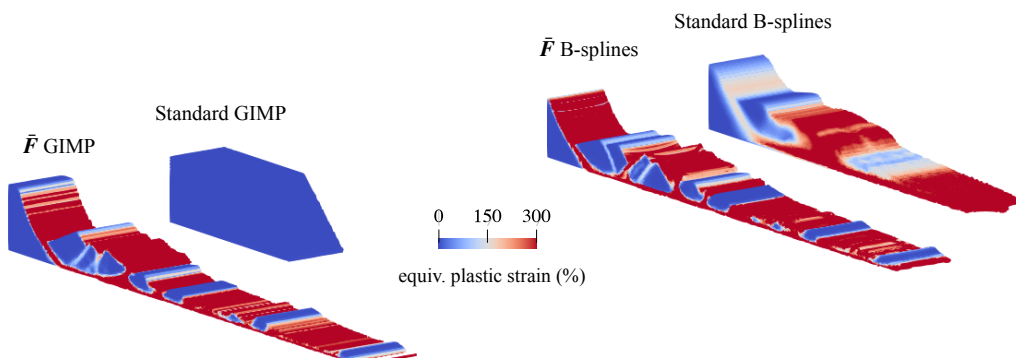 Standard B-splines
F̄ B-splines
Standard GIMP
F̄ GIMP
0 150 300
equiv. plastic strain (%)